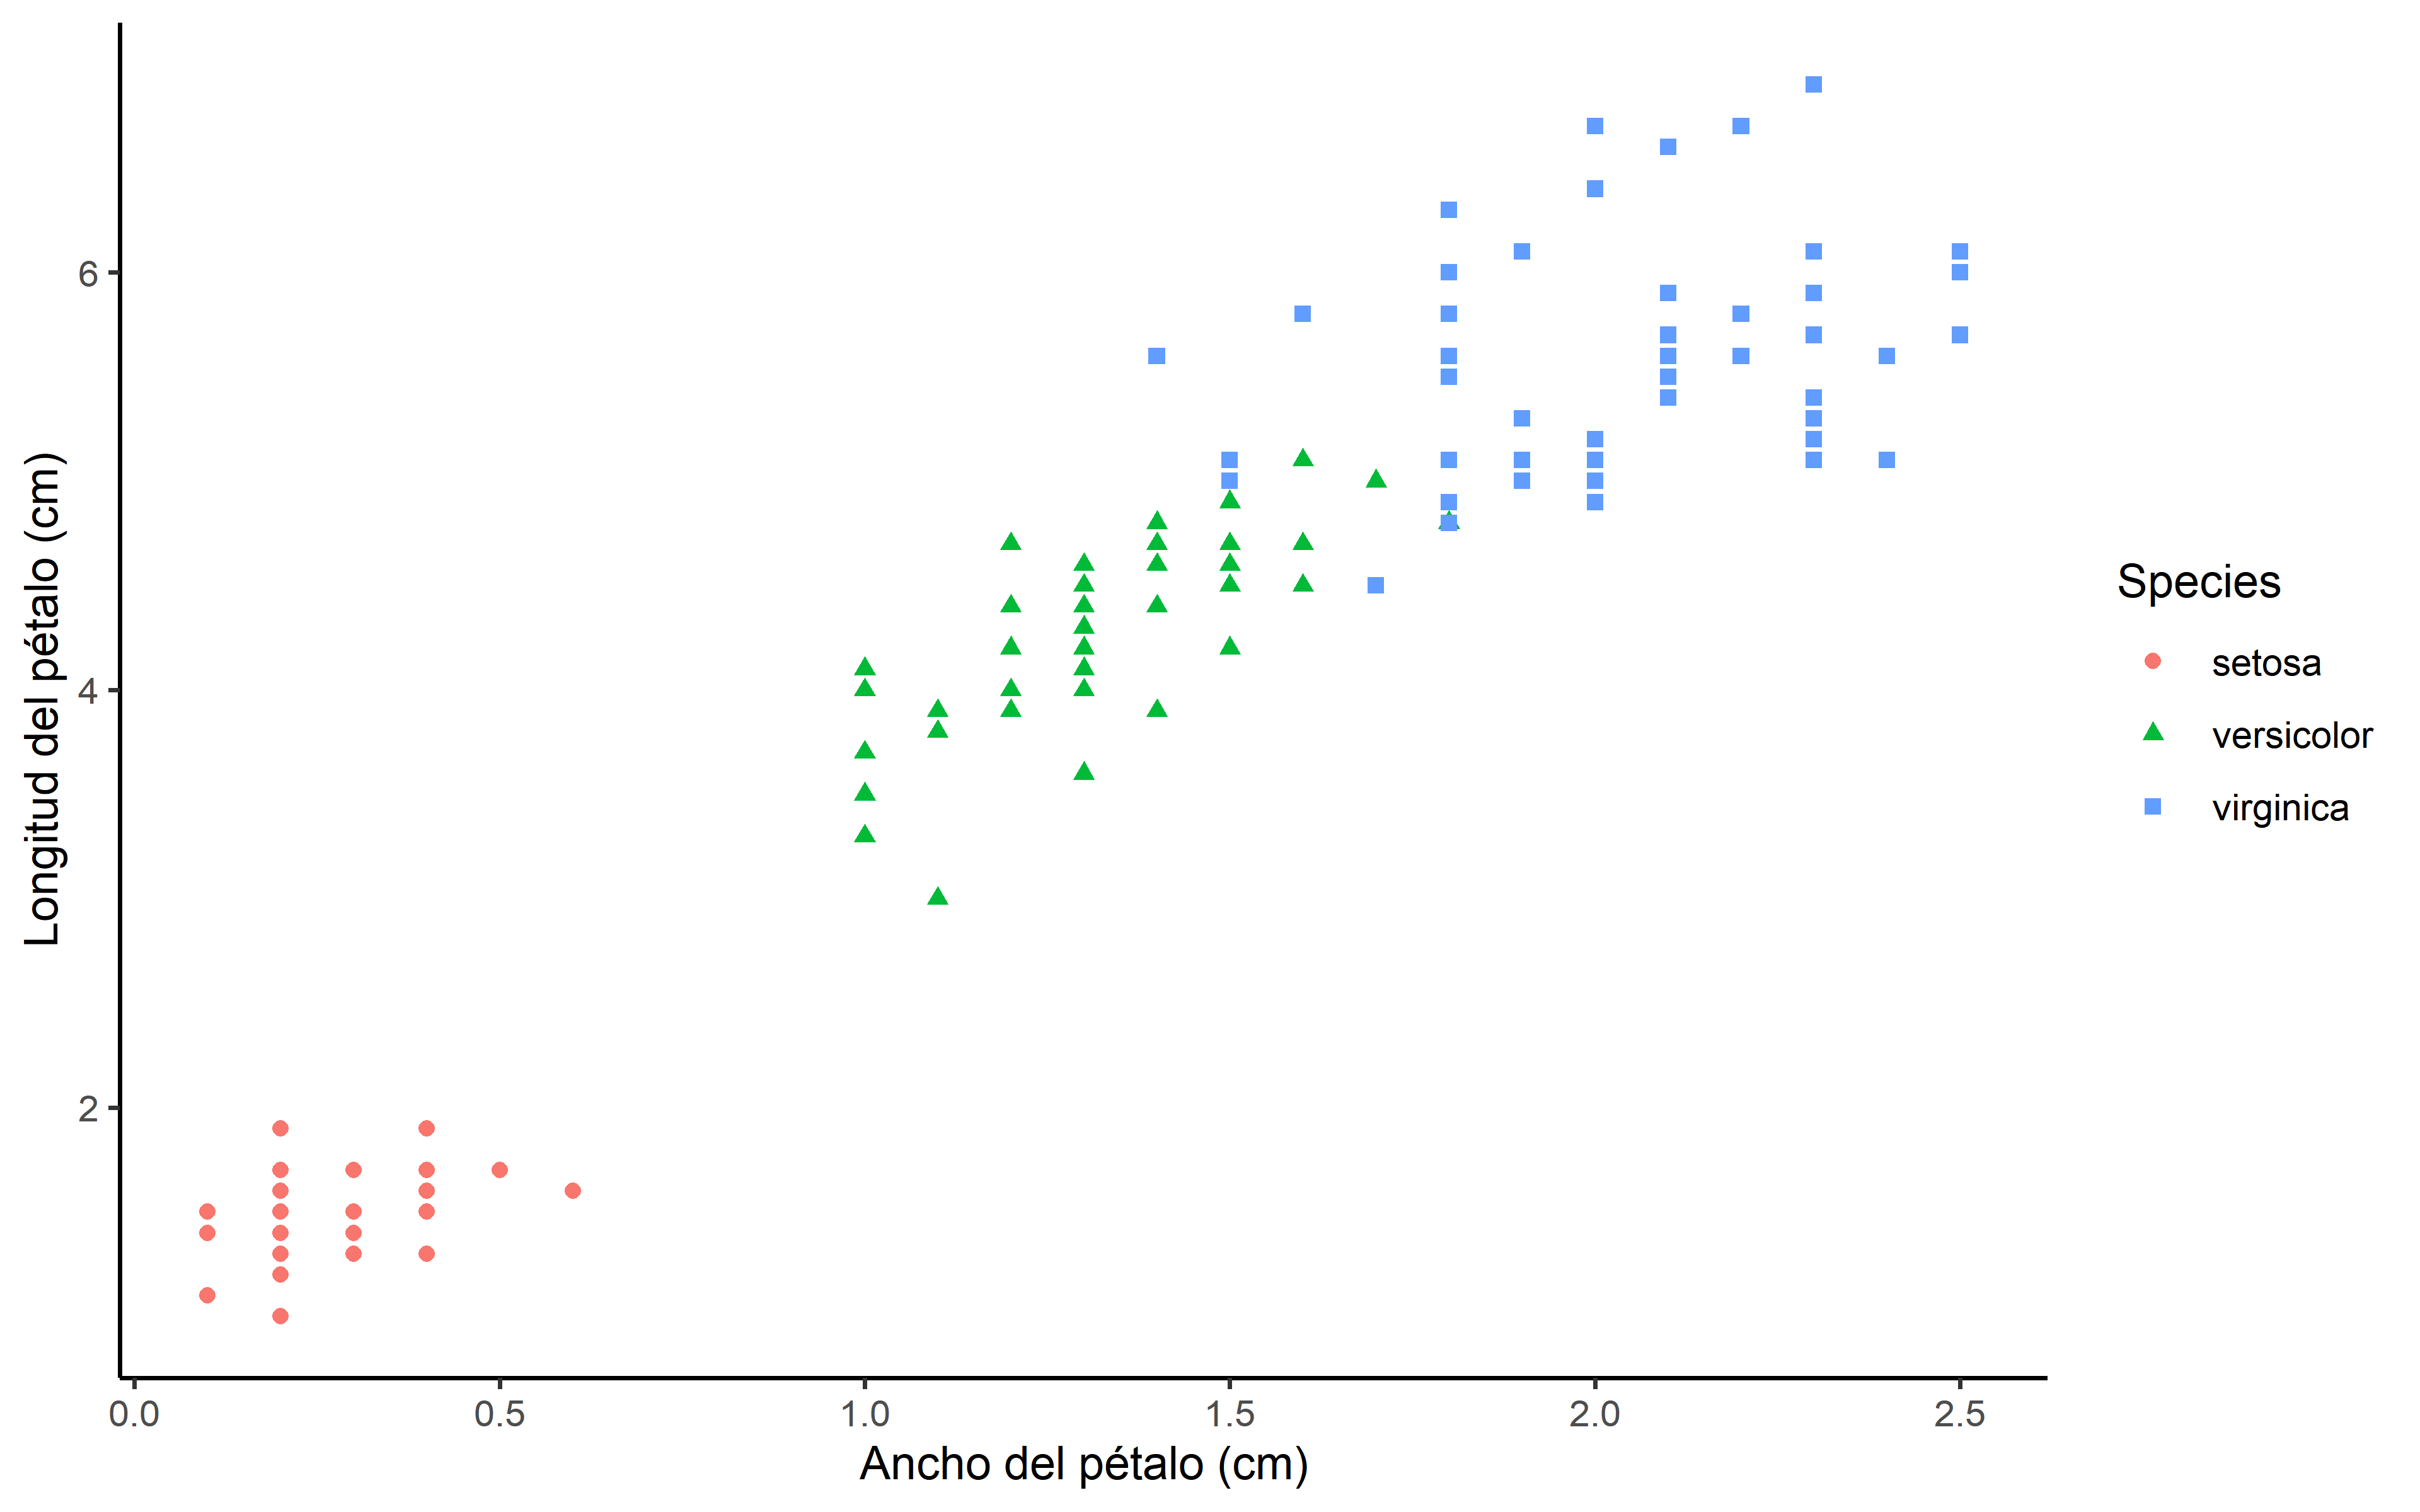 Longitud del pétalo (cm)
6
4
2
0.0 0.5 1.0 1.5 2.0 2.5
Ancho del pétalo (cm)
Species
setosa
versicolor
virginica